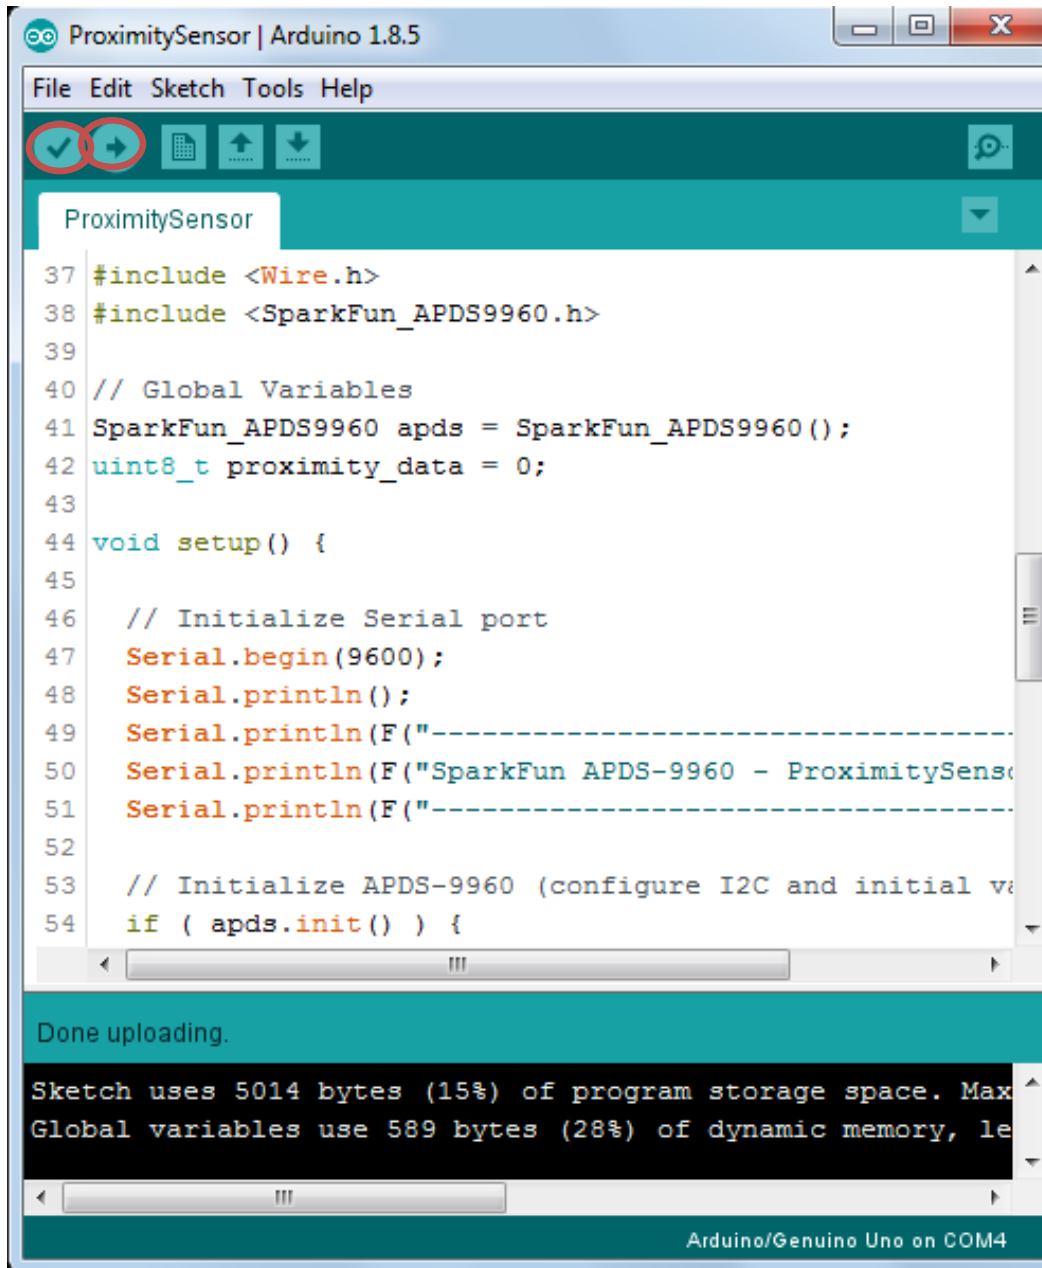 ProximitySensor | Arduino 1.8.5
File Edit Sketch Tools Help
ProximitySensor
37 #include <Wire.h>
38 #include <SparkFun_APDS9960.h>
39
40 // Global Variables
41 SparkFun_APDS9960 apds = SparkFun_APDS9960();
42 uint8_t proximity_data = 0;
43
44 void setup() {
45
46 // Initialize Serial port
47 Serial.begin(9600);
48 Serial.println();
49 Serial.println(F("-----------------------------------
50 Serial.println(F("SparkFun APDS-9960 - ProximitySens
51 Serial.println(F("-----------------------------------
52
53 // Initialize APDS-9960 (configure I2C and initial va
54 if ( apds.init() ) {
Done uploading.
Sketch uses 5014 bytes (15%) of program storage space. Max
Global variables use 589 bytes (28%) of dynamic memory, le
Arduino/Genuino Uno on COM4